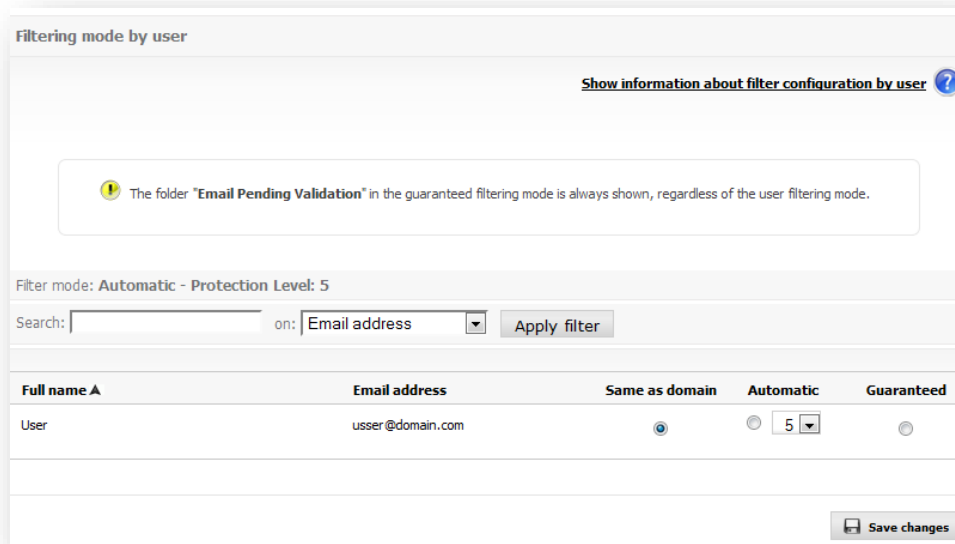 Filtering mode by user
Show information about filter configuration by user ?
The folder "Email Pending Validation" in the guaranteed filtering mode is always shown, regardless of the user filtering mode.
Filter mode: Automatic - Protection Level: 5
Search: on: Email address Apply filter
Full name Email address Same as domain Automatic Guaranteed
User usser@domain.com 5
Save changes